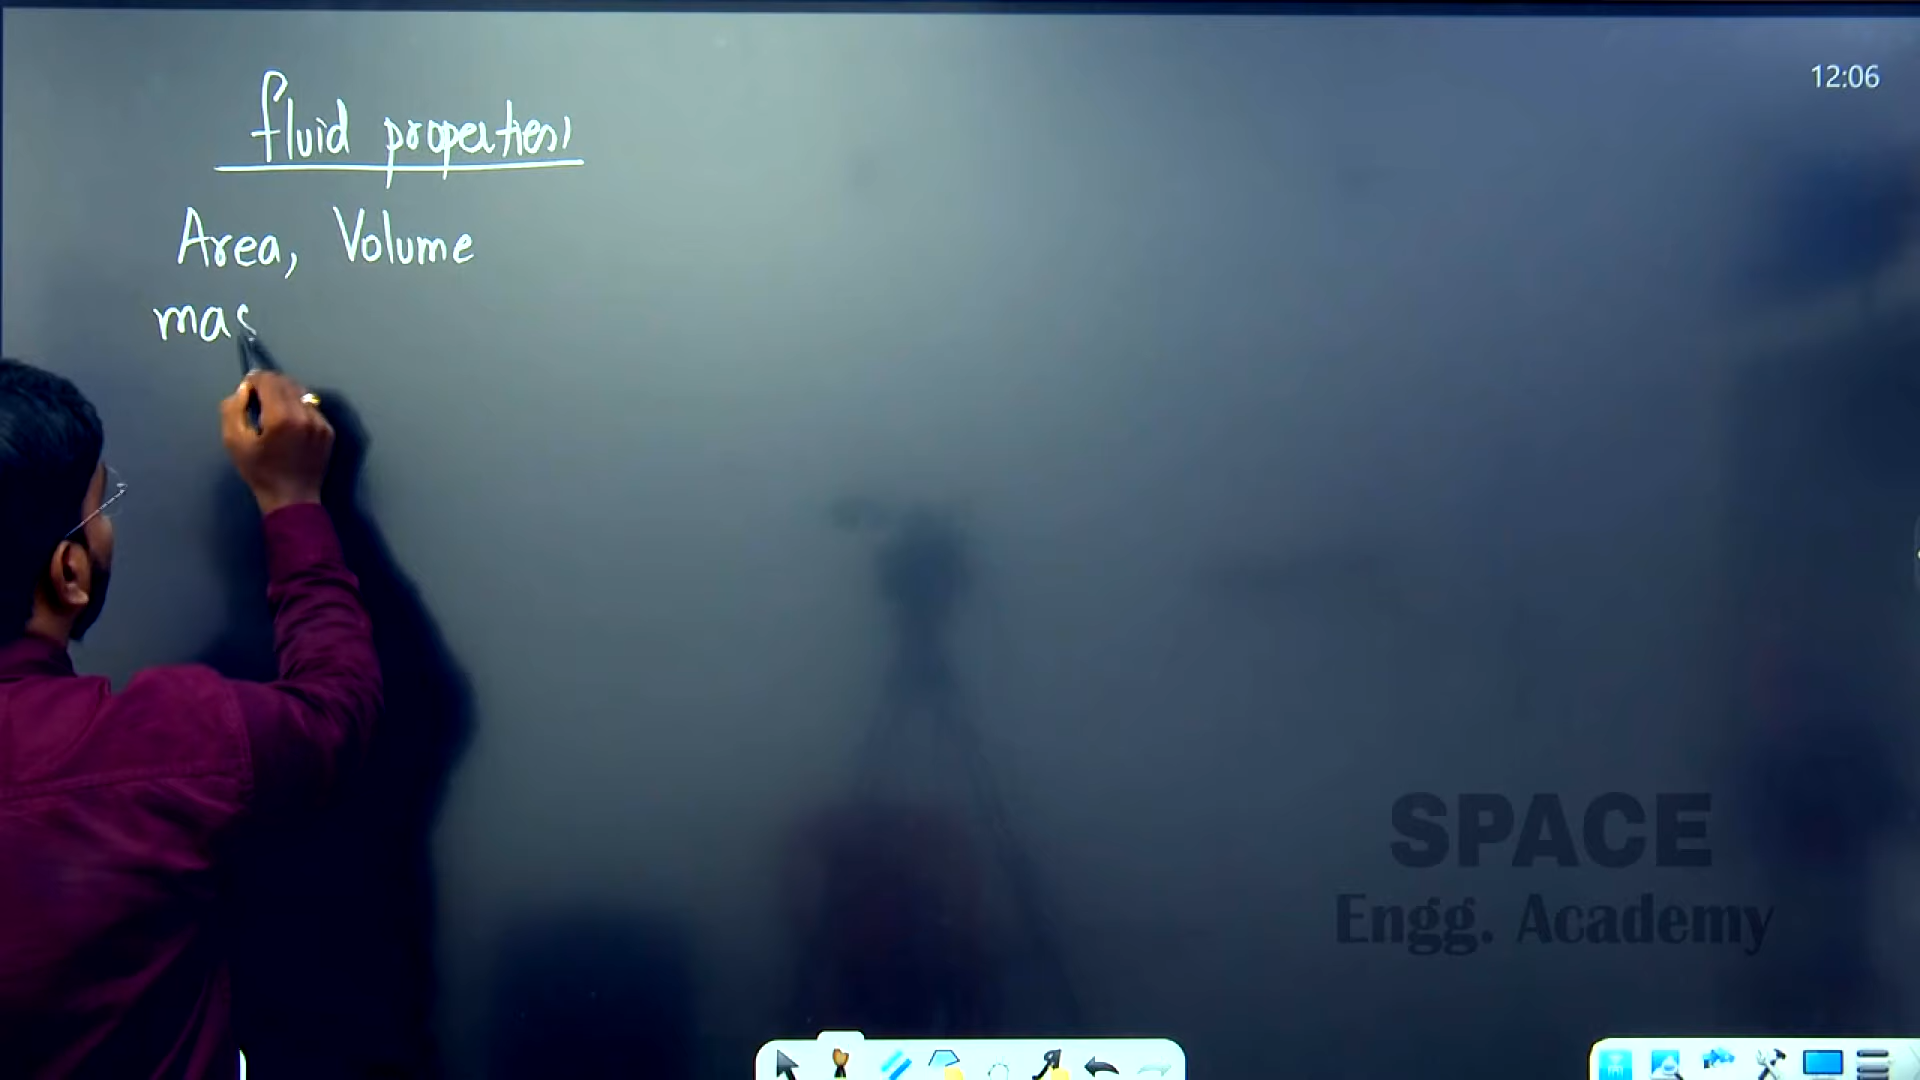 12:06
fluid properties
Area, Volume
mas
SPACE
Engg. Academy